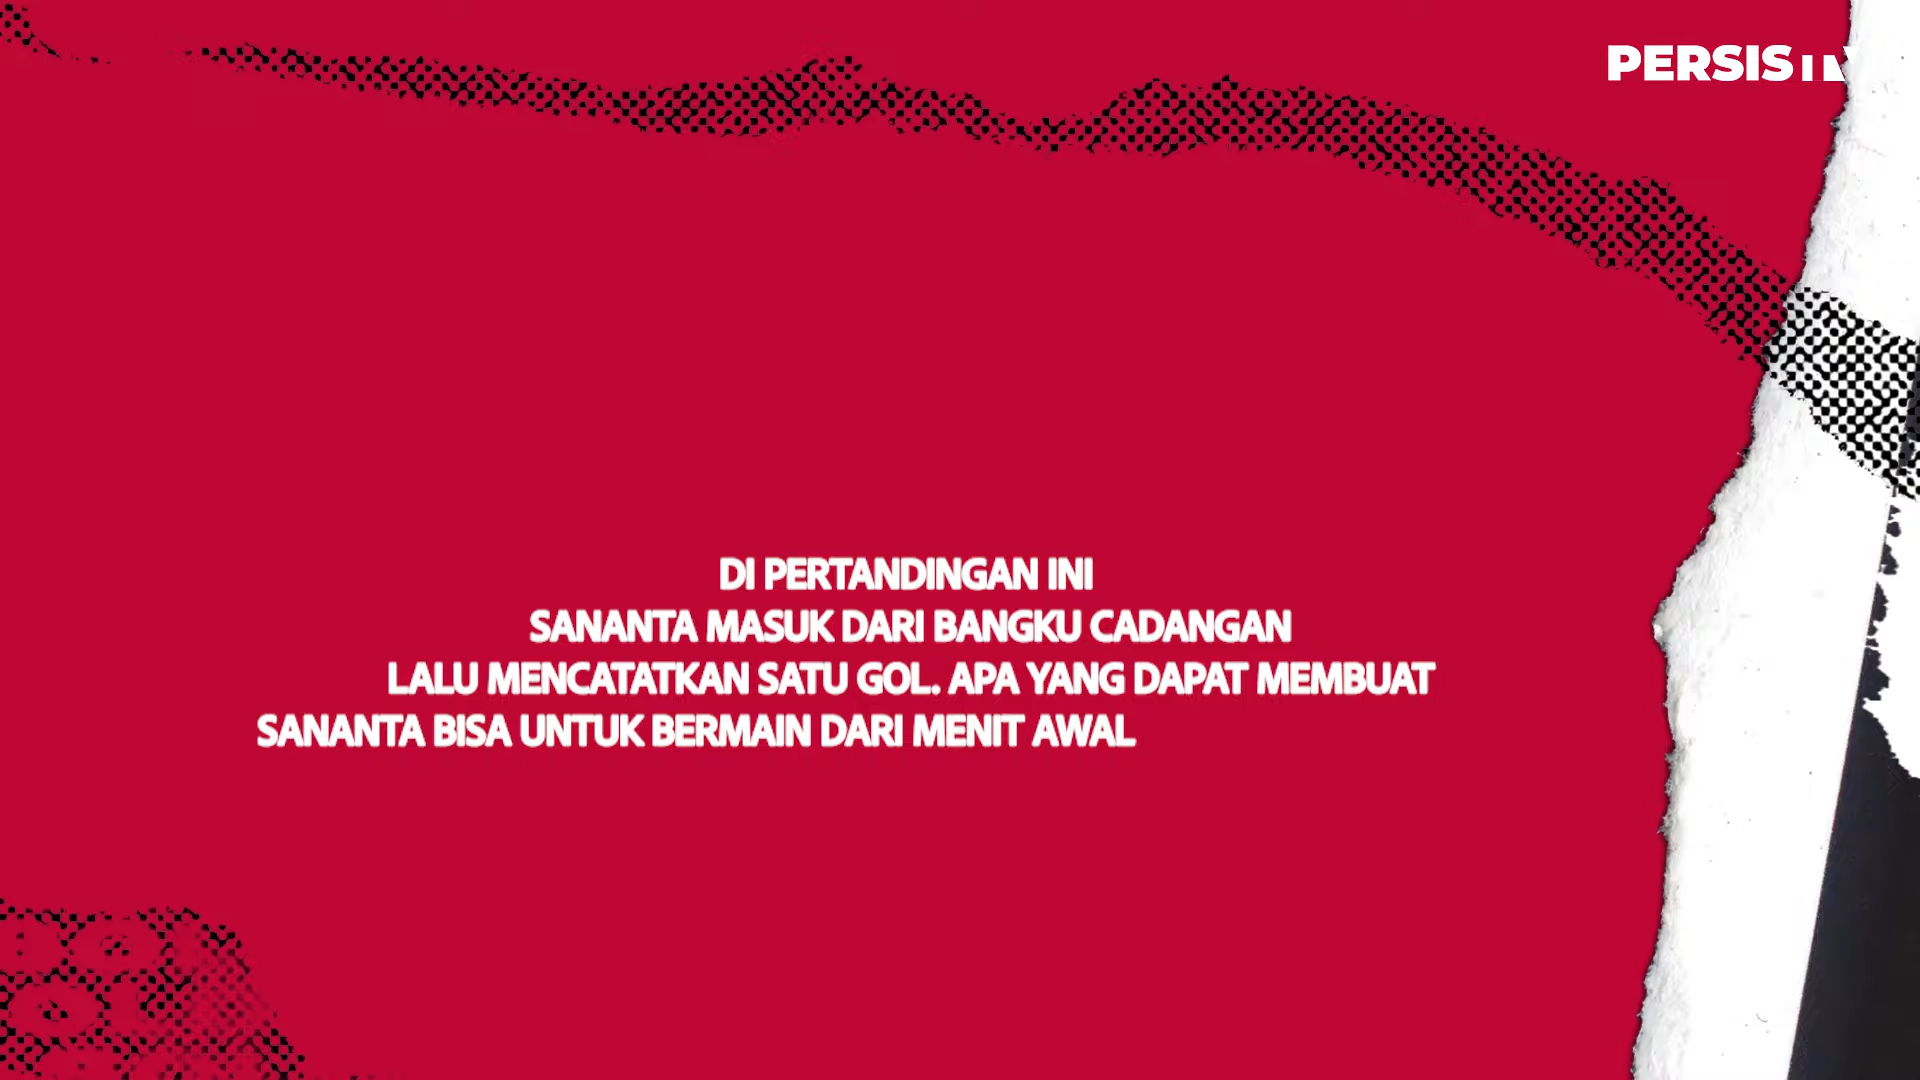 PERSIS TV
DI PERTANDINGAN INI
SANANTA MASUK DARI BANGKU CADANGAN
LALU MENCATATKAN SATU GOL. APA YANG DAPAT MEMBUAT
SANANTA BISA UNTUK BERMAIN DARI MENIT AWAL